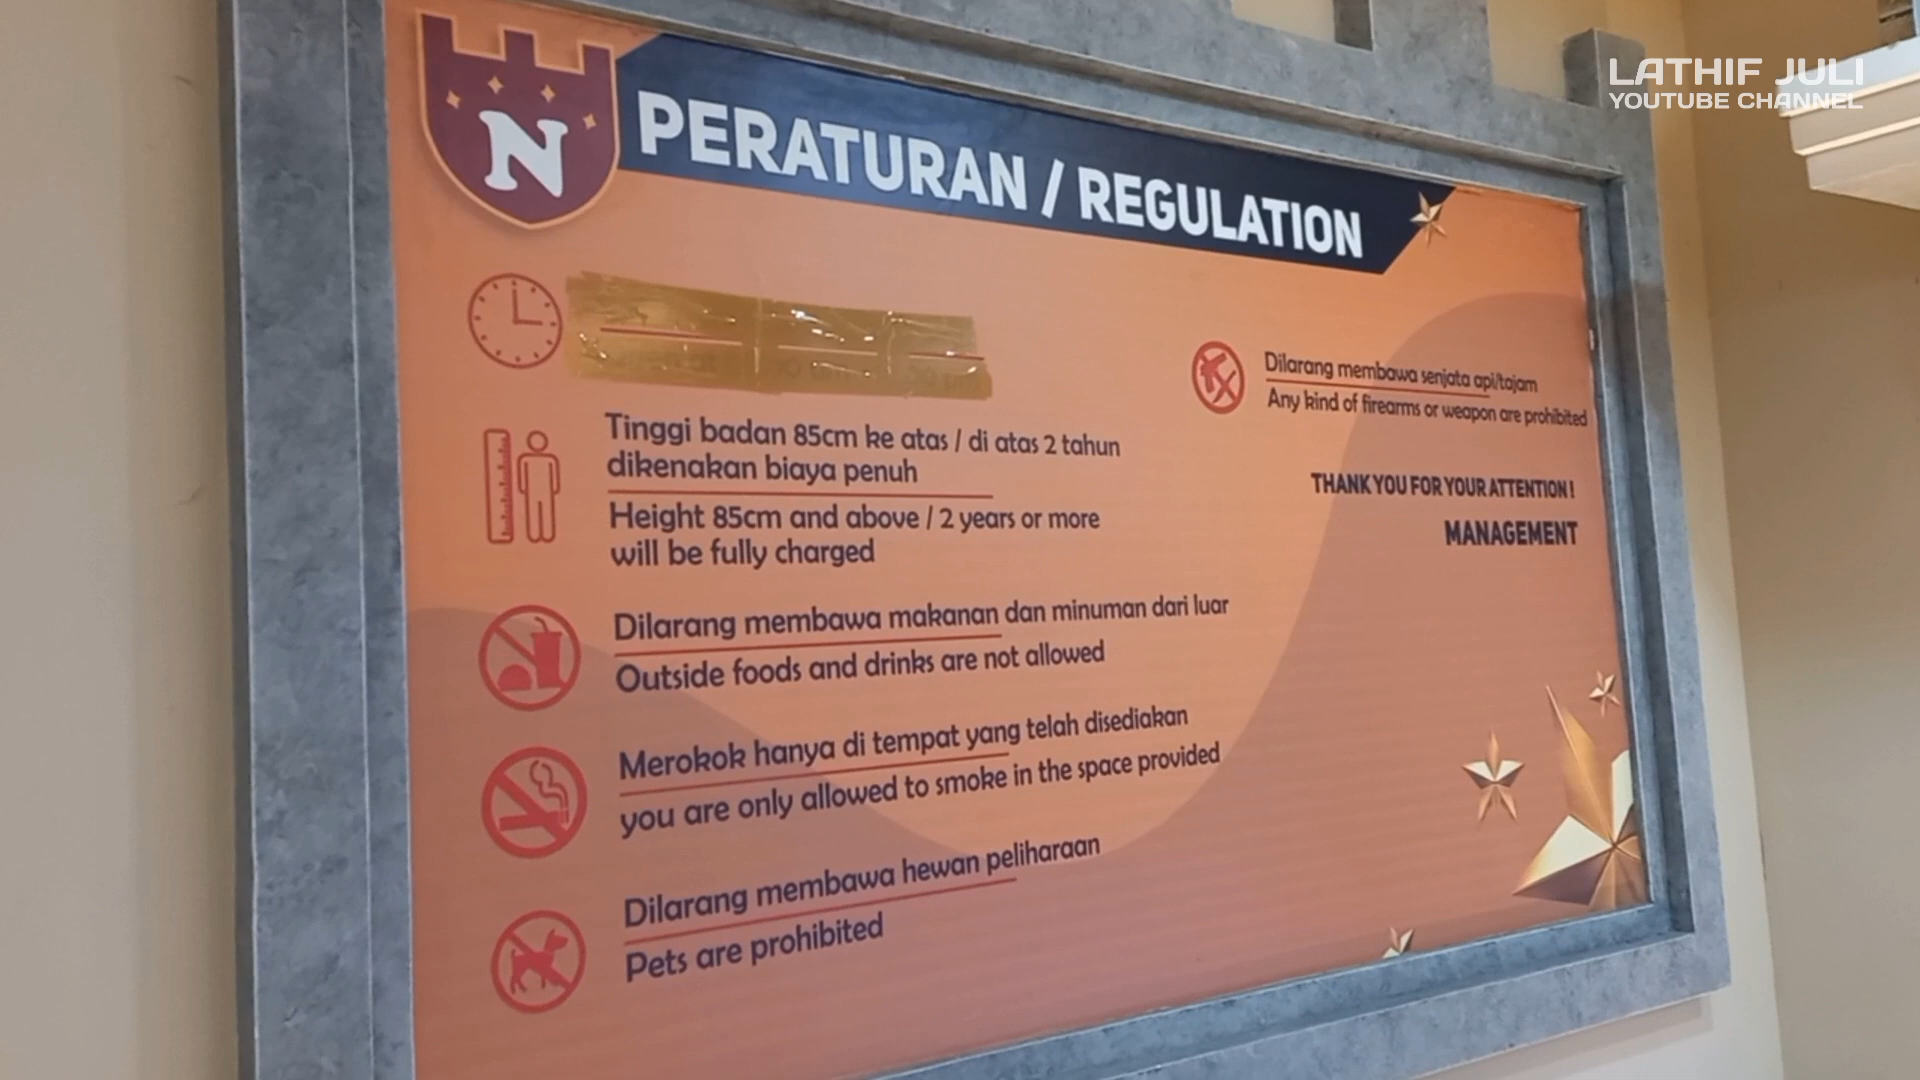 LATHIF JULI
YOUTUBE CHANNEL
N
PERATURAN / REGULATION
Tinggi badan 85cm ke atas / di atas 2 tahun
dikenakan biaya penuh
Height 85cm and above / 2 years or more
will be fully charged
Dilarang membawa makanan dan minuman dari luar
Outside foods and drinks are not allowed
Merokok hanya di tempat yang telah disediakan
you are only allowed to smoke in the space provided
Dilarang membawa hewan peliharaan
Pets are prohibited
Dilarang membawa senjata api/tajam
Any kind of firearms or weapon are prohibited
THANK YOU FOR YOUR ATTENTION !
MANAGEMENT